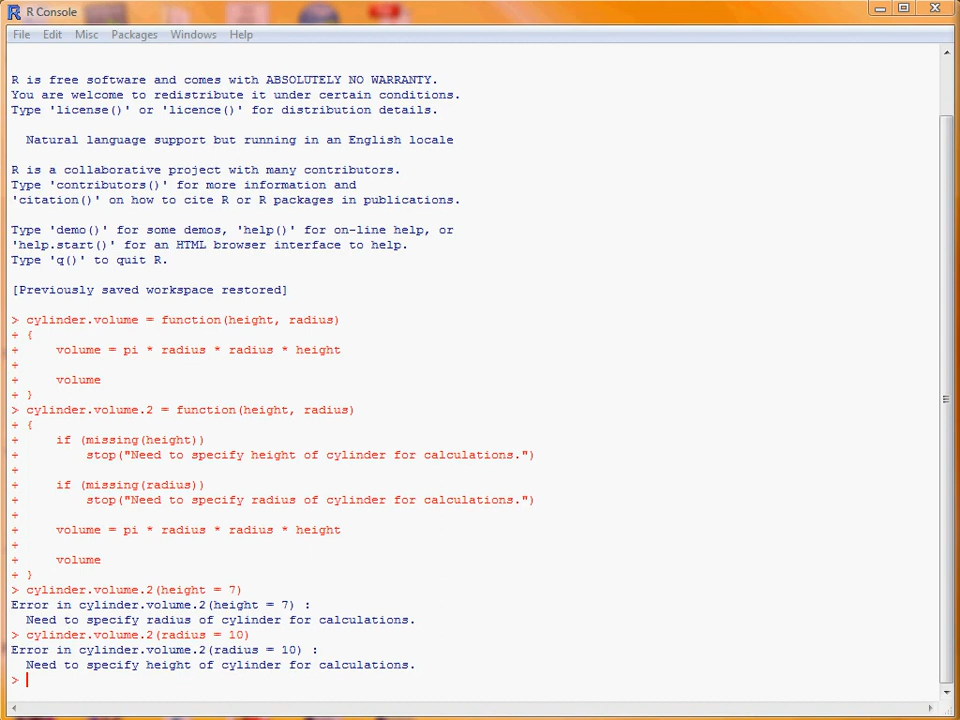 R Console
File Edit Misc Packages Windows Help
R is free software and comes with ABSOLUTELY NO WARRANTY.
You are welcome to redistribute it under certain conditions.
Type 'license()' or 'licence()' for distribution details.
Natural language support but running in an English locale
R is a collaborative project with many contributors.
Type 'contributors()' for more information and
'citation()' on how to cite R or R packages in publications.
Type 'demo()' for some demos, 'help()' for on-line help, or
'help.start()' for an HTML browser interface to help.
Type 'q()' to quit R.
[Previously saved workspace restored]
> cylinder.volume = function(height, radius)
+ {
+     volume = pi * radius * radius * height
+
+     volume
+ }
> cylinder.volume.2 = function(height, radius)
+ {
+     if (missing(height))
+         stop("Need to specify height of cylinder for calculations.")
+
+     if (missing(radius))
+         stop("Need to specify radius of cylinder for calculations.")
+
+     volume = pi * radius * radius * height
+
+     volume
+ }
> cylinder.volume.2(height = 7)
Error in cylinder.volume.2(height = 7) :
  Need to specify radius of cylinder for calculations.
> cylinder.volume.2(radius = 10)
Error in cylinder.volume.2(radius = 10) :
  Need to specify height of cylinder for calculations.
>